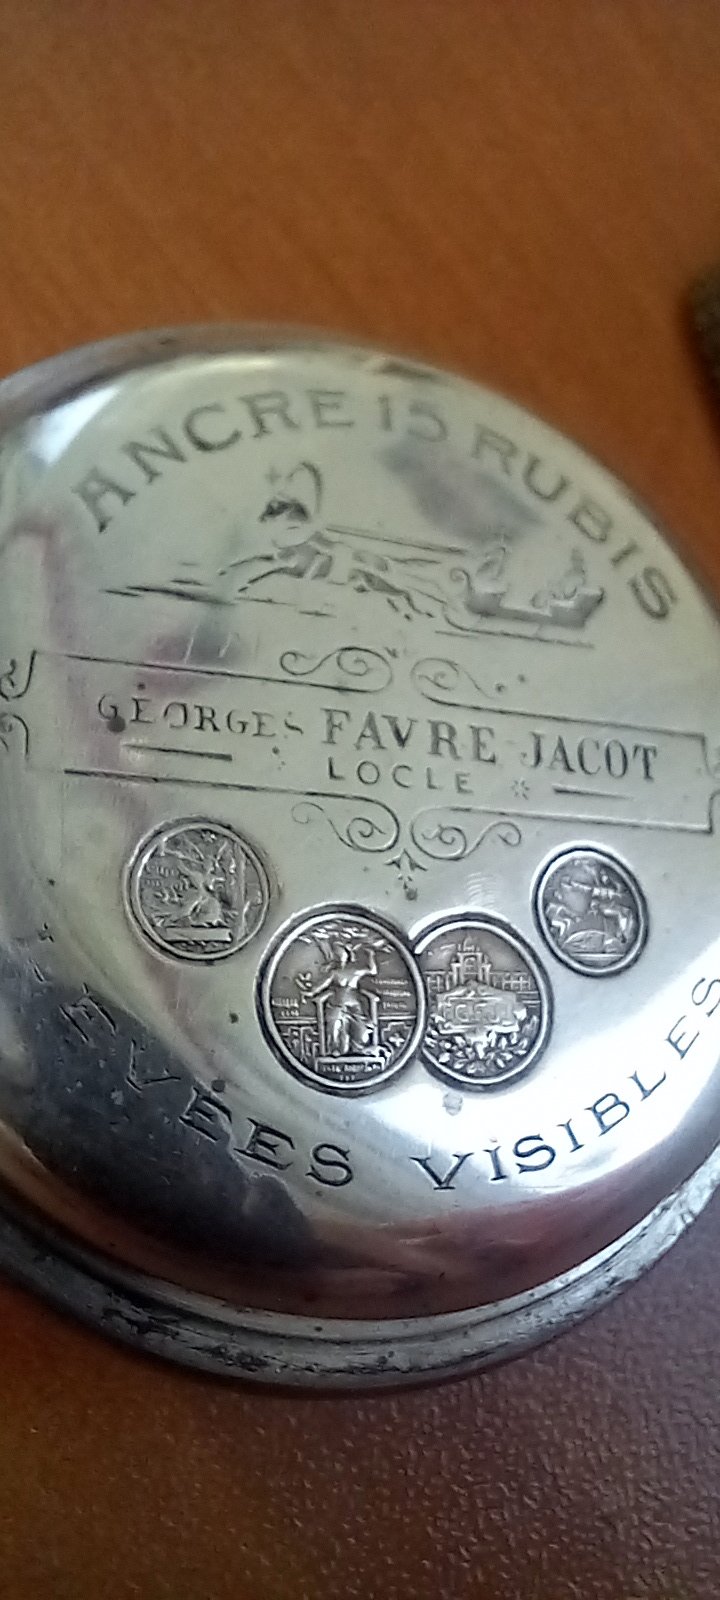 ANCRE 15 RUBIS
GEORGES FAVRE JACOT
LOCLE
VISIBLES